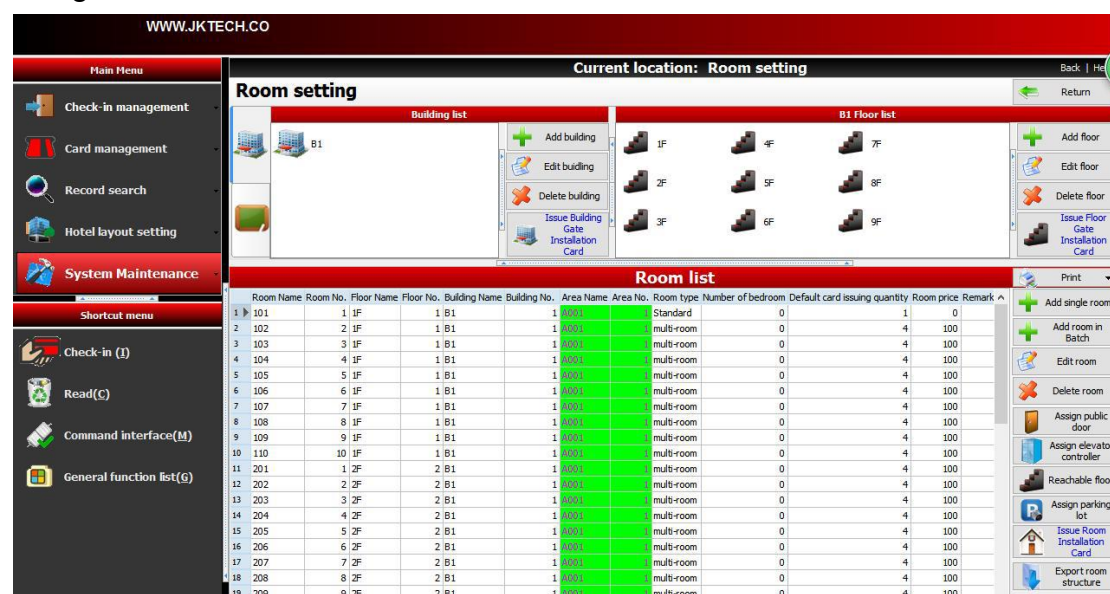 WWW.JKTECH.CO
Main Menu
Current location: Room setting
Back | He
Room setting
Return
Check-in management
Card management
Record search
Hotel layout setting
System Maintenance
Building list
B1
Add building
Edit buidling
Delete building
Issue Building
Gate
Installation
Card
B1 Floor list
1F 4F 7F
2F 5F 8F
3F 6F 9F
Add floor
Edit floor
Delete floor
Issue Floor
Gate
Installation
Card
Shortcut menu
Check-in (I)
Read(C)
Command interface(M)
General function list(G)
Room list
Room Name Room No. Floor Name Floor No. Building Name Building No. Area Name Area No. Room type Number of bedroom Default card issuing quantity Room price Remark
1 101 1 1F 1 B1 1 A001 1 Standard 0 1 0
2 102 2 1F 1 B1 1 A001 1 multi-room 0 4 100
3 103 3 1F 1 B1 1 A001 1 multi-room 0 4 100
4 104 4 1F 1 B1 1 A001 1 multi-room 0 4 100
5 105 5 1F 1 B1 1 A001 1 multi-room 0 4 100
6 106 6 1F 1 B1 1 A001 1 multi-room 0 4 100
7 107 7 1F 1 B1 1 A001 1 multi-room 0 4 100
8 108 8 1F 1 B1 1 A001 1 multi-room 0 4 100
9 109 9 1F 1 B1 1 A001 1 multi-room 0 4 100
10 110 10 1F 1 B1 1 A001 1 multi-room 0 4 100
11 201 1 2F 2 B1 1 A001 1 multi-room 0 4 100
12 202 2 2F 2 B1 1 A001 1 multi-room 0 4 100
13 203 3 2F 2 B1 1 A001 1 multi-room 0 4 100
14 204 4 2F 2 B1 1 A001 1 multi-room 0 4 100
15 205 5 2F 2 B1 1 A001 1 multi-room 0 4 100
16 206 6 2F 2 B1 1 A001 1 multi-room 0 4 100
17 207 7 2F 2 B1 1 A001 1 multi-room 0 4 100
18 208 8 2F 2 B1 1 A001 1 multi-room 0 4 100
19 209 9 2F 2 B1 1 A001 1 multi-room 0 4 100
Print
Add single room
Add room in
Batch
Edit room
Delete room
Assign public
door
Assign elevato
controller
Reachable floo
Assign parking
lot
Issue Room
Installation
Card
Export room
structure